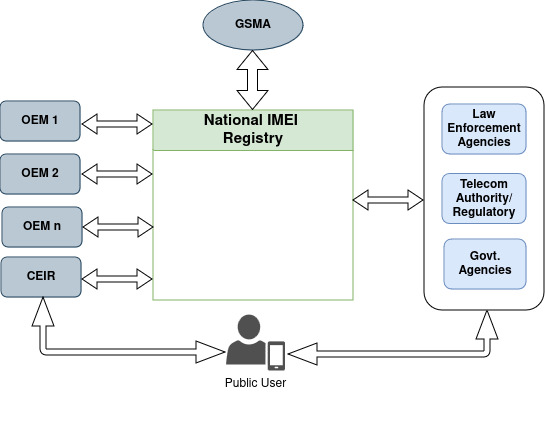 GSMA
National IMEI
Registry
OEM 1
OEM 2
OEM n
CEIR
Law
Enforcement
Agencies
Telecom
Authority/
Regulatory
Govt.
Agencies
Public User